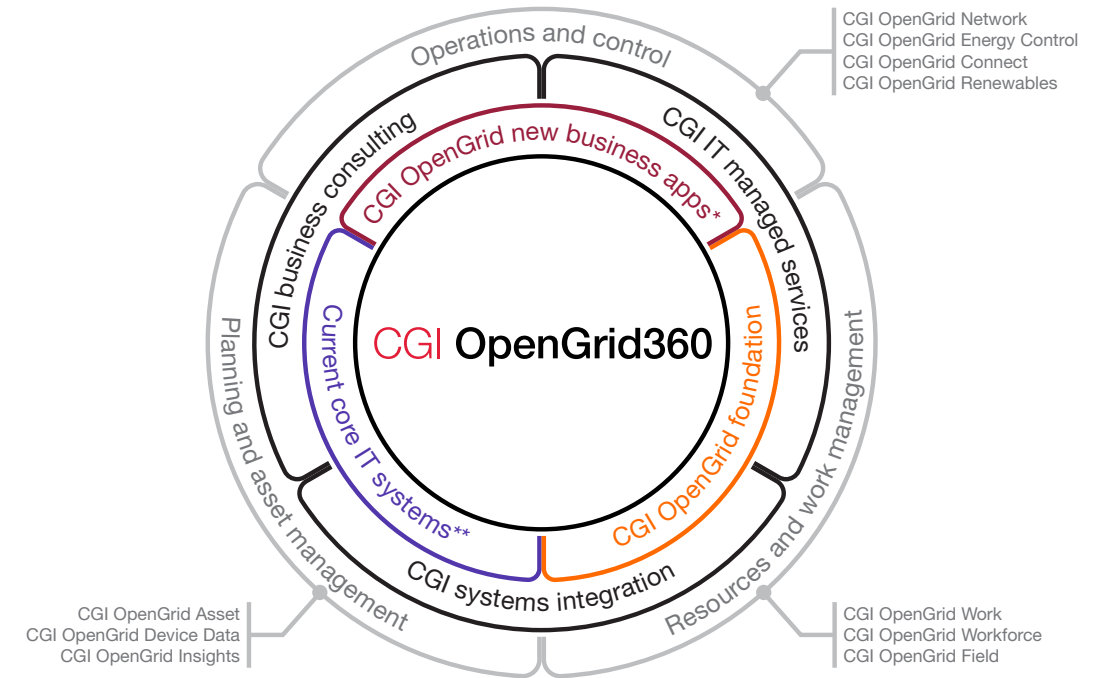 Operations and control
CGI OpenGrid Network
CGI OpenGrid Energy Control
CGI OpenGrid Connect
CGI OpenGrid Renewables
CGI business consulting
CGI IT managed services
CGI OpenGrid new business apps*
CGI OpenGrid360
Current core IT systems**
CGI OpenGrid foundation
Planning and asset management
Resources and work management
CGI systems integration
CGI OpenGrid Asset
CGI OpenGrid Device Data
CGI OpenGrid Insights
CGI OpenGrid Work
CGI OpenGrid Workforce
CGI OpenGrid Field